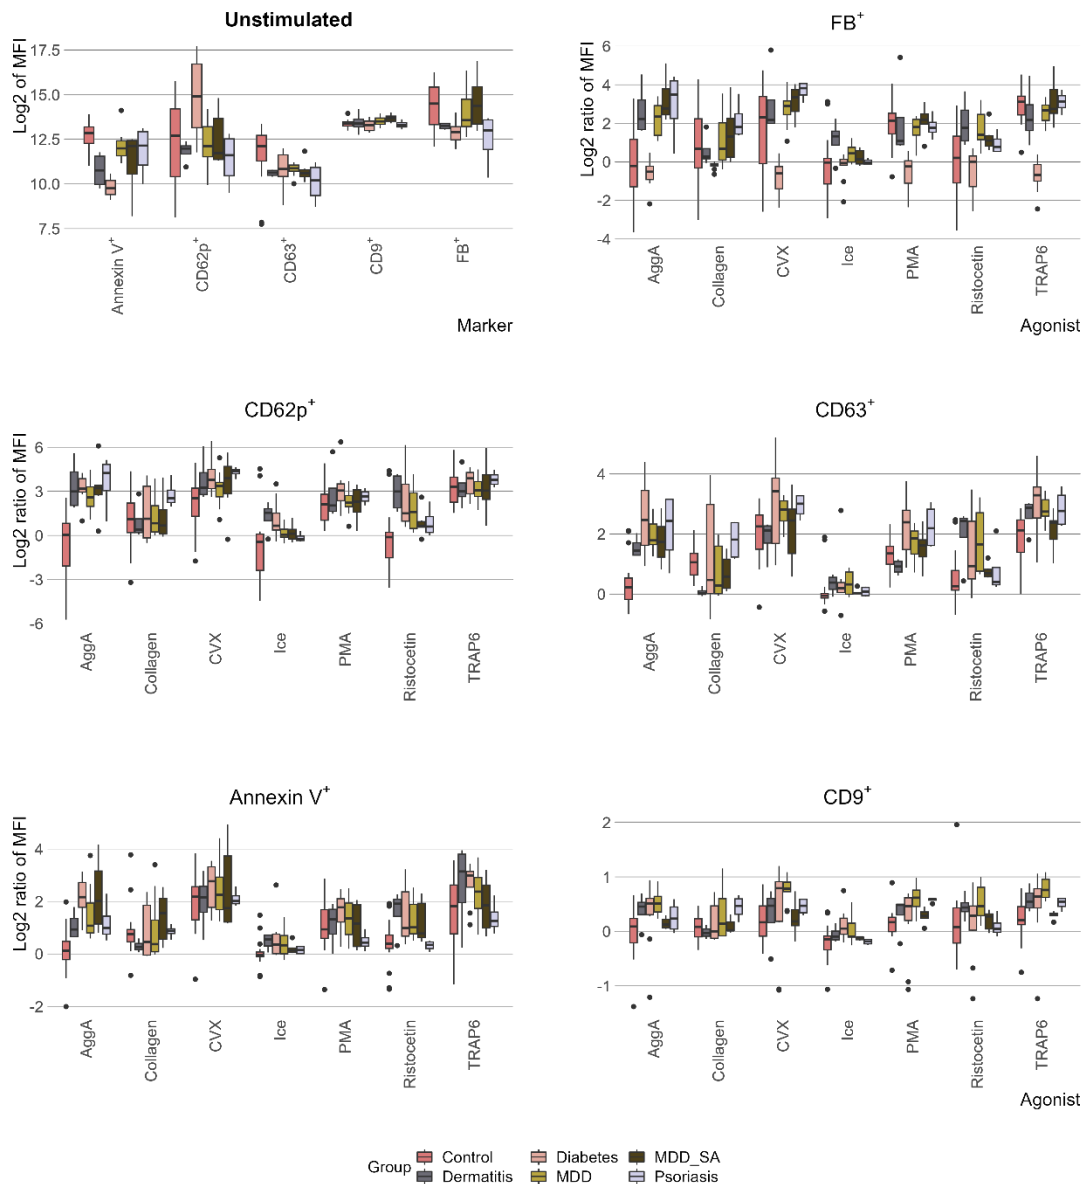 Unstimulated
Log2 of MFI
17.5
15.0
12.5
10.0
7.5
Annexin V+
CD62p+
CD63+
CD9+
FB+
Marker
FB+
Log2 ratio of MFI
6
4
2
0
-2
-4
AggA
Collagen
CVX
Ice
PMA
Ristocetin
TRAP6
Agonist
CD62p+
Log2 ratio of MFI
6
3
0
-3
-6
AggA
Collagen
CVX
Ice
PMA
Ristocetin
TRAP6
CD63+
4
2
0
AggA
Collagen
CVX
Ice
PMA
Ristocetin
TRAP6
Annexin V+
Log2 ratio of MFI
4
2
0
-2
AggA
Collagen
CVX
Ice
PMA
Ristocetin
TRAP6
CD9+
2
1
0
-1
AggA
Collagen
CVX
Ice
PMA
Ristocetin
TRAP6
Agonist
Group Control Diabetes MDD_SA
Dermatitis MDD Psoriasis